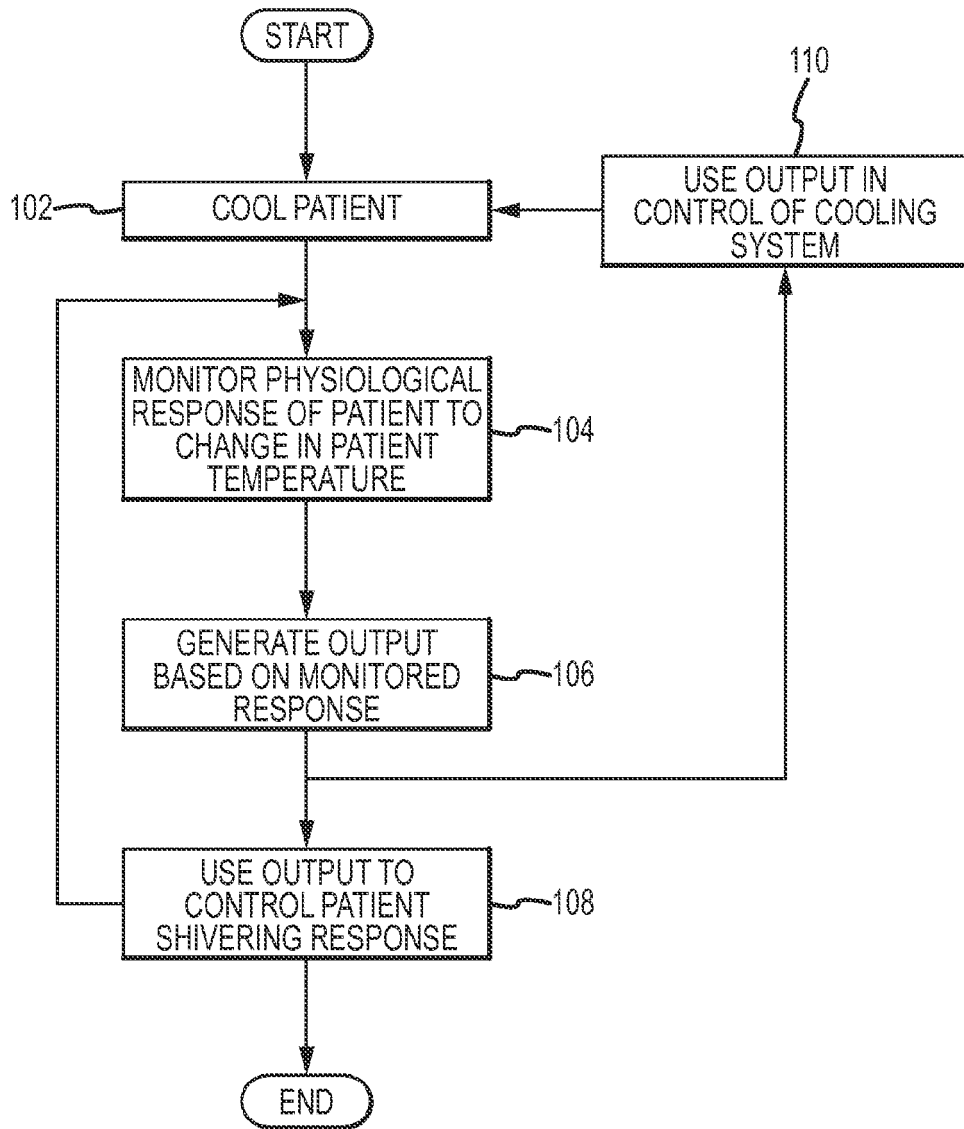 START
110
USE OUTPUT IN
CONTROL OF COOLING
SYSTEM
102
COOL PATIENT
MONITOR PHYSIOLOGICAL
RESPONSE OF PATIENT TO
CHANGE IN PATIENT
TEMPERATURE
104
GENERATE OUTPUT
BASED ON MONITORED
RESPONSE
106
USE OUTPUT TO
CONTROL PATIENT
SHIVERING RESPONSE
108
END